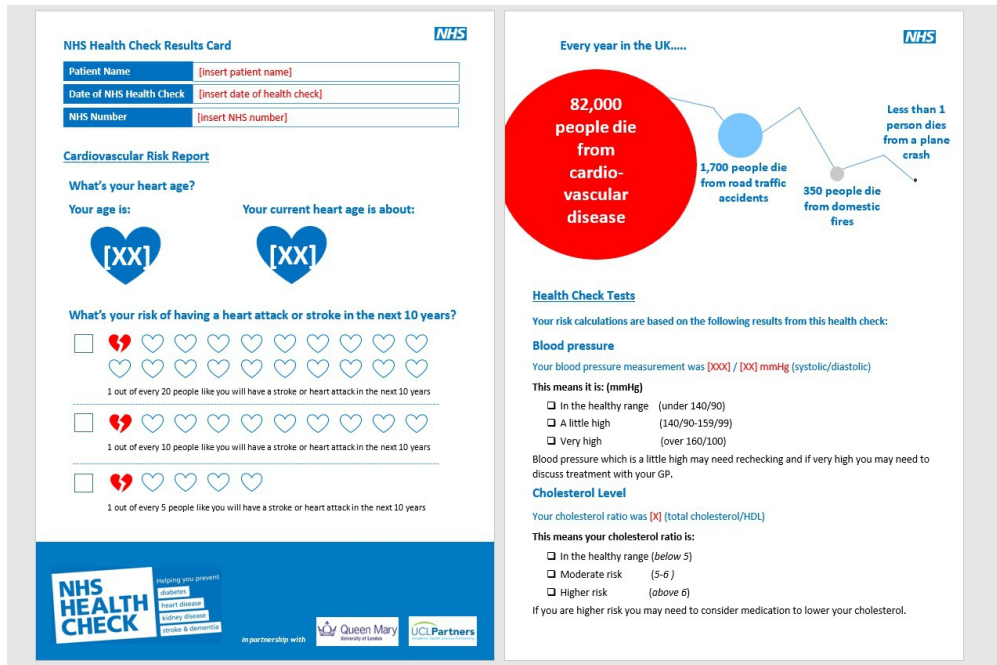 NHS
NHS Health Check Results Card
Patient Name [insert patient name]
Date of NHS Health Check [insert date of health check]
NHS Number [insert NHS number]
Cardiovascular Risk Report
What's your heart age?
Your age is: Your current heart age is about:
[XX] [XX]
What's your risk of having a heart attack or stroke in the next 10 years?
1 out of every 20 people like you will have a stroke or heart attack in the next 10 years
1 out of every 10 people like you will have a stroke or heart attack in the next 10 years
1 out of every 5 people like you will have a stroke or heart attack in the next 10 years
NHS
HEALTH
CHECK
Helping you prevent
diabetes
heart disease
kidney disease
stroke & dementia
in partnership with
Queen Mary
University of London
UCLPartners
NHS
Every year in the UK.....
82,000
people die
from
cardio-
vascular
disease
1,700 people die
from road traffic
accidents
350 people die
from domestic
fires
Less than 1
person dies
from a plane
crash
Health Check Tests
Your risk calculations are based on the following results from this health check:
Blood pressure
Your blood pressure measurement was [XXX] / [XX] mmHg (systolic/diastolic)
This means it is: (mmHg)
In the healthy range (under 140/90)
A little high (140/90-159/99)
Very high (over 160/100)
Blood pressure which is a little high may need rechecking and if very high you may need to
discuss treatment with your GP.
Cholesterol Level
Your cholesterol ratio was [X] (total cholesterol/HDL)
This means your cholesterol ratio is:
In the healthy range (below 5)
Moderate risk (5-6 )
Higher risk (above 6)
If you are higher risk you may need to consider medication to lower your cholesterol.